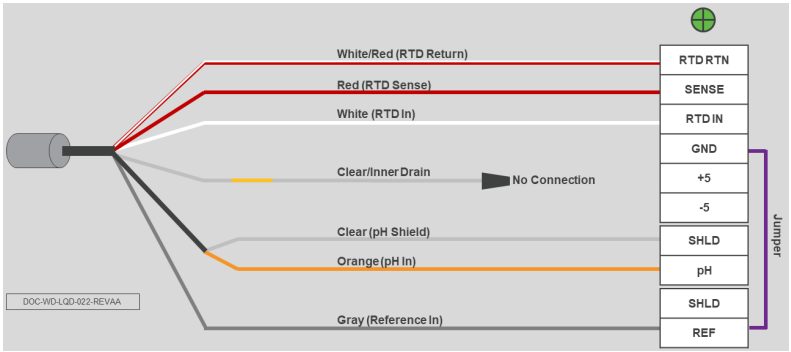 White/Red (RTD Return)
RTD RTN
Red (RTD Sense)
SENSE
White (RTD In)
RTD IN
GND
Clear/Inner Drain
No Connection
+5
-5
Jumper
Clear (pH Shield)
SHLD
Orange (pH In)
pH
DOC-WD-LQD-022-REVAA
SHLD
Gray (Reference In)
REF